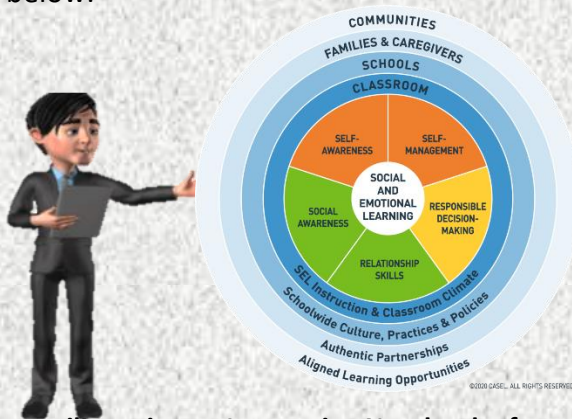 COMMUNITIES
FAMILIES & CAREGIVERS
SCHOOLS
CLASSROOM
SELF-
AWARENESS
SELF-
MANAGEMENT
SOCIAL
AND
EMOTIONAL
LEARNING
SOCIAL
AWARENESS
RESPONSIBLE
DECISION-
MAKING
RELATIONSHIP
SKILLS
SEL Instruction & Classroom Climate
Schoolwide Culture, Practices & Policies
Authentic Partnerships
Aligned Learning Opportunities
©2020 CASEL. ALL RIGHTS RESERVED